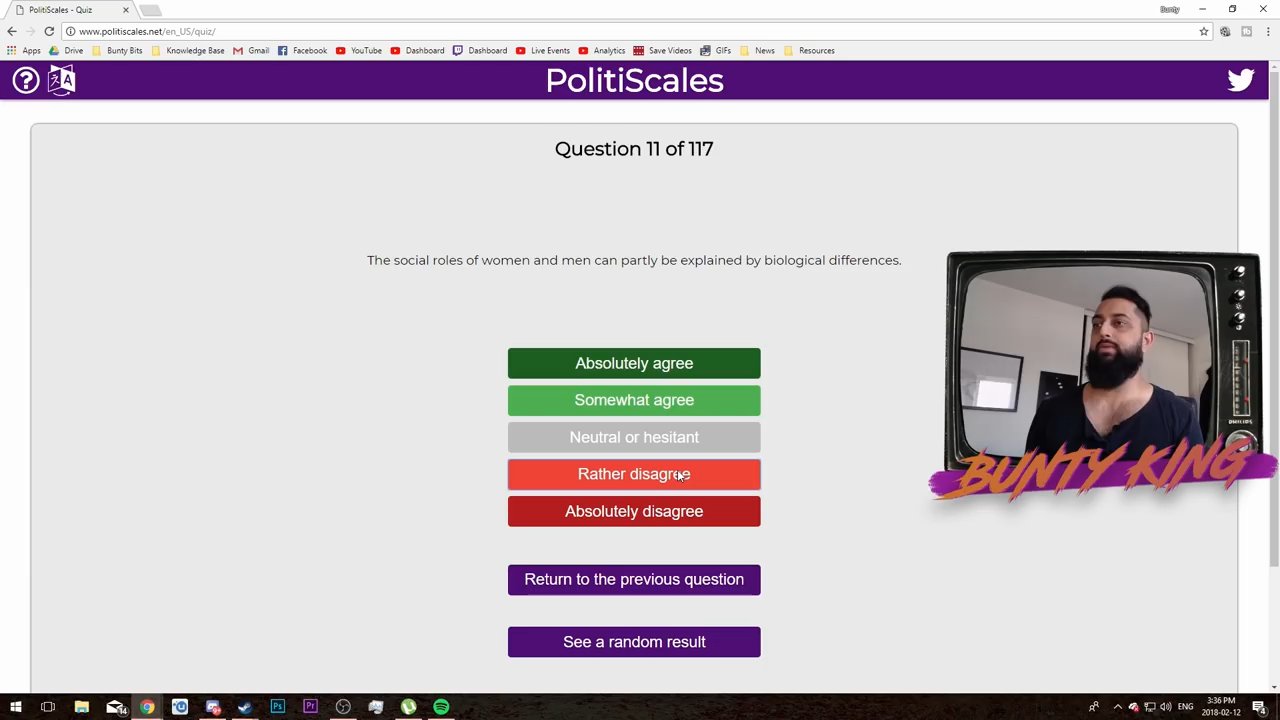 PolitiScales - Quiz
Bunty
www.politiscales.net/en_US/quiz/
Apps Drive Bunty Bits Knowledge Base Gmail Facebook YouTube Dashboard Dashboard Live Events Analytics Save Videos GIFs News Resources
PolitiScales
Question 11 of 117
The social roles of women and men can partly be explained by biological differences.
Absolutely agree
Somewhat agree
Neutral or hesitant
Rather disagree
Absolutely disagree
Return to the previous question
See a random result
PHILIPS
BUNTY KING
3:36 PM
ENG
2018-02-12